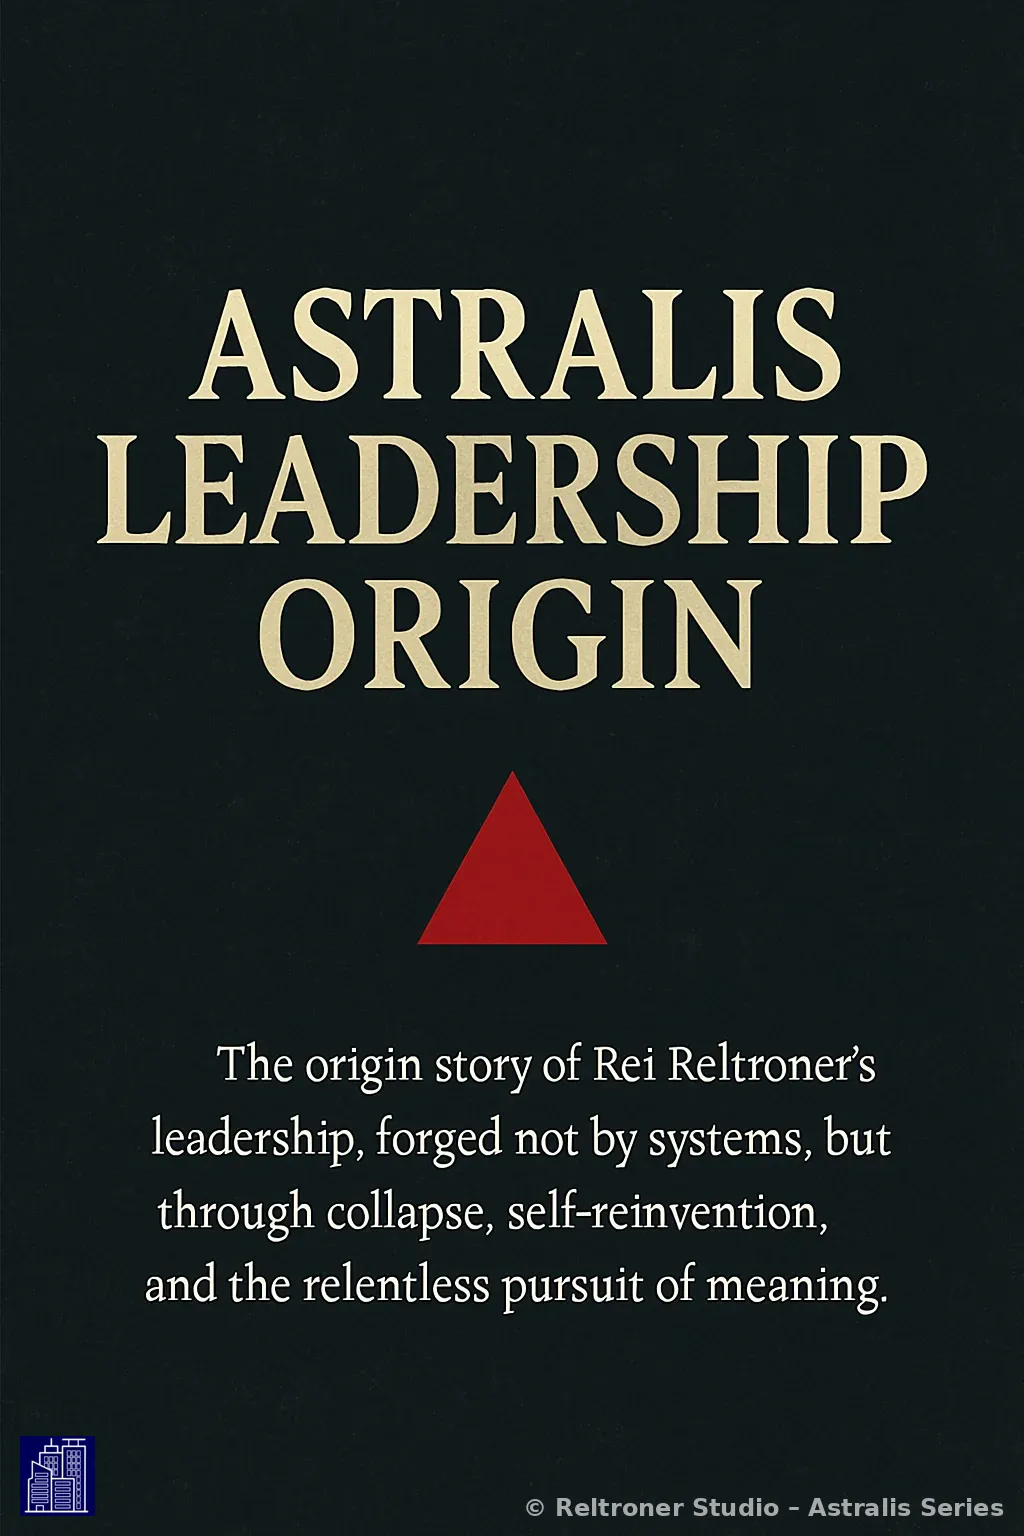 ASTRALIS
LEADERSHIP
ORIGIN
The origin story of Rei Reltroner’s
leadership, forged not by systems, but
through collapse, self-reinvention,
and the relentless pursuit of meaning.
© Reltroner Studio – Astralis Series